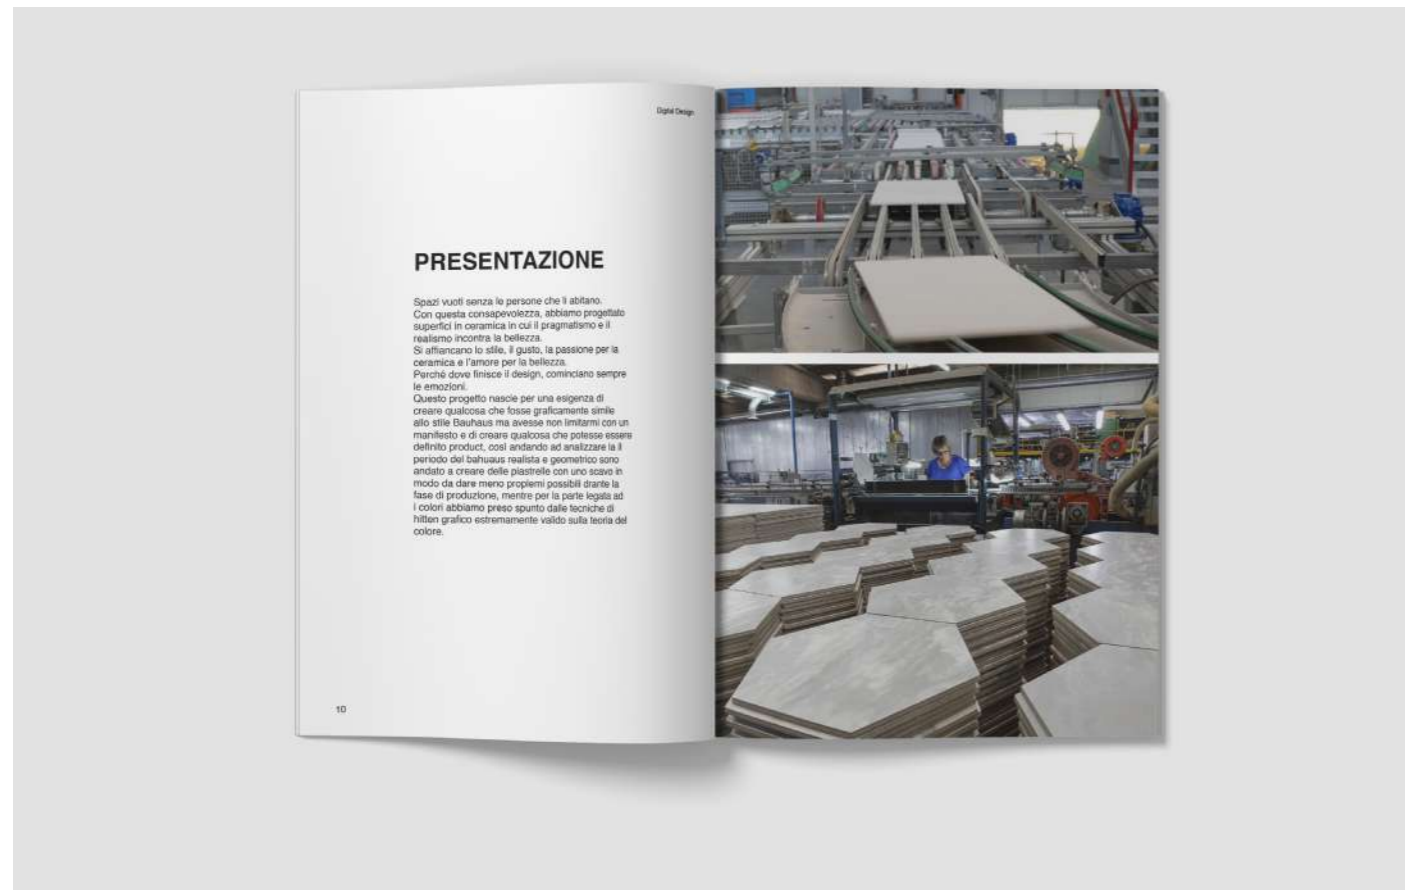 Digital Design
PRESENTAZIONE
Spazi vuoti senza le persone che li abitano.
Con questa consapevolezza, abbiamo progettato
superfici in ceramica in cui il pragmatismo e il
realismo incontra la bellezza.
Si affiancano lo stile, il gusto, la passione per la
ceramica e l'amore per la bellezza.
Perchè dove finisce il design, cominciano sempre
le emozioni.
Questo progetto nascie per una esigenza di
creare qualcosa che fosse graficamente simile
allo stile Bauhaus ma avesse non limitarmi con un
manifesto e di creare qualcosa che potesse essere
definito product, così andando ad analizzare la il
periodo del bahuaus realista e geometrico sono
andato a creare delle piastrelle con uno scavo in
modo da dare meno proplemi possibili drante la
fase di produzione, mentre per la parte legata ad
i colori abbiamo preso spunto dalle tecniche di
hitten grafico estremamente valido sulla teoria del
colore.
10